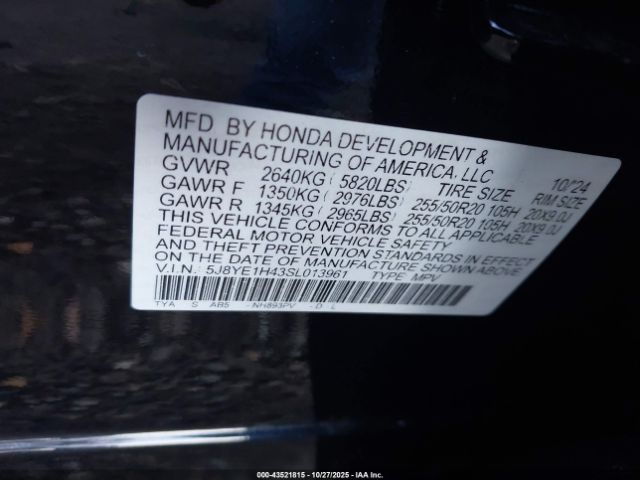 MFD. BY HONDA DEVELOPMENT &
MANUFACTURING OF AMERICA, LLC 10/24
GVWR 2640KG ( 5820LBS) TIRE SIZE RIM SIZE
GAWR F 1350KG ( 2976LBS) 255/50R20 105H 20X9.0J
GAWR R 1345KG ( 2965LBS) 255/50R20 105H 20X9.0J
THIS VEHICLE CONFORMS TO ALL APPLICABLE
FEDERAL MOTOR VEHICLE SAFETY
AND THEFT PREVENTION STANDARDS IN EFFECT
ON THE DATE OF MANUFACTURE SHOWN ABOVE.
V.I.N.: 5J8YE1H43SL013961 TYPE: MPV
TYA S AB5 - NH893PV - D L
000-43521815 - 10/27/2025 - IAA Inc.